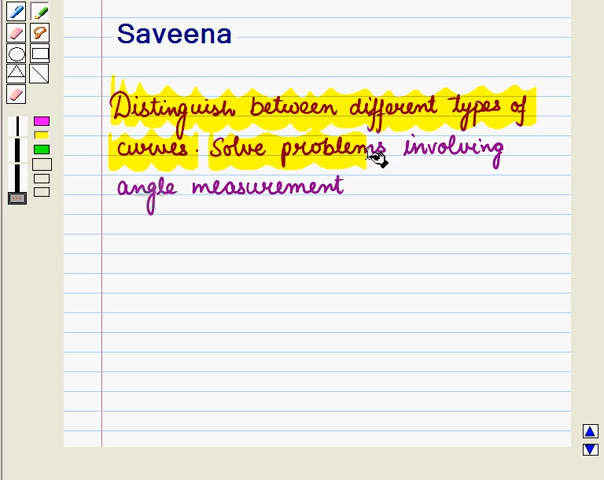 Saveena
Distinguish between different types of
curves. Solve problems involving
angle measurement